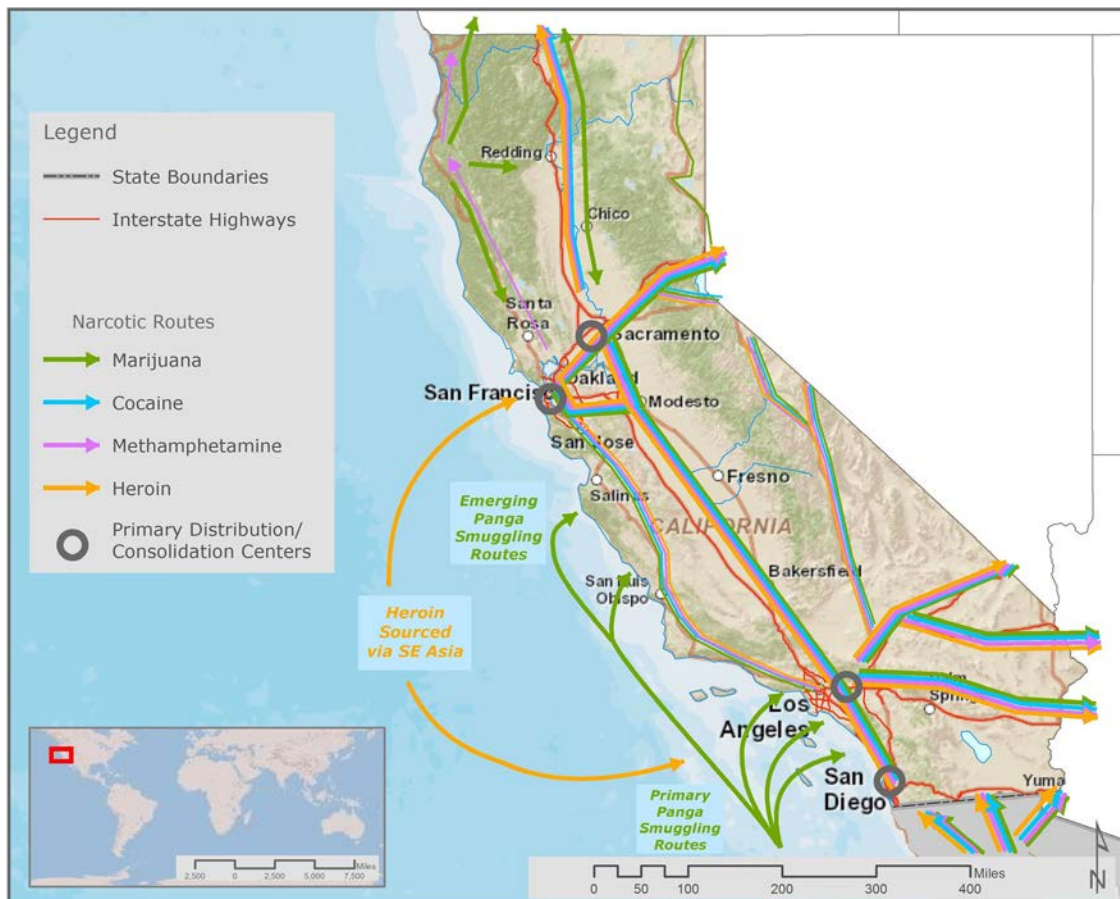 Legend
State Boundaries
Interstate Highways
Narcotic Routes
Marijuana
Cocaine
Methamphetamine
Heroin
Primary Distribution/
Consolidation Centers
Redding
Chico
Santa
Rosa
Sacramento
Oakland
San Francisc
Modesto
San Jose
Fresno
Salinas
Emerging
Panga
Smuggling
Routes
CALIFORNIA
Bakersfield
San Luis
Obispo
Heroin
Sourced
via SE Asia
Palm
Spring
Los
Angeles
San
Diego
Yuma
Primary
Panga
Smuggling
Routes
Miles
2,500 0 2,500 5,000 7,500
Miles
0 50 100 200 300 400
N